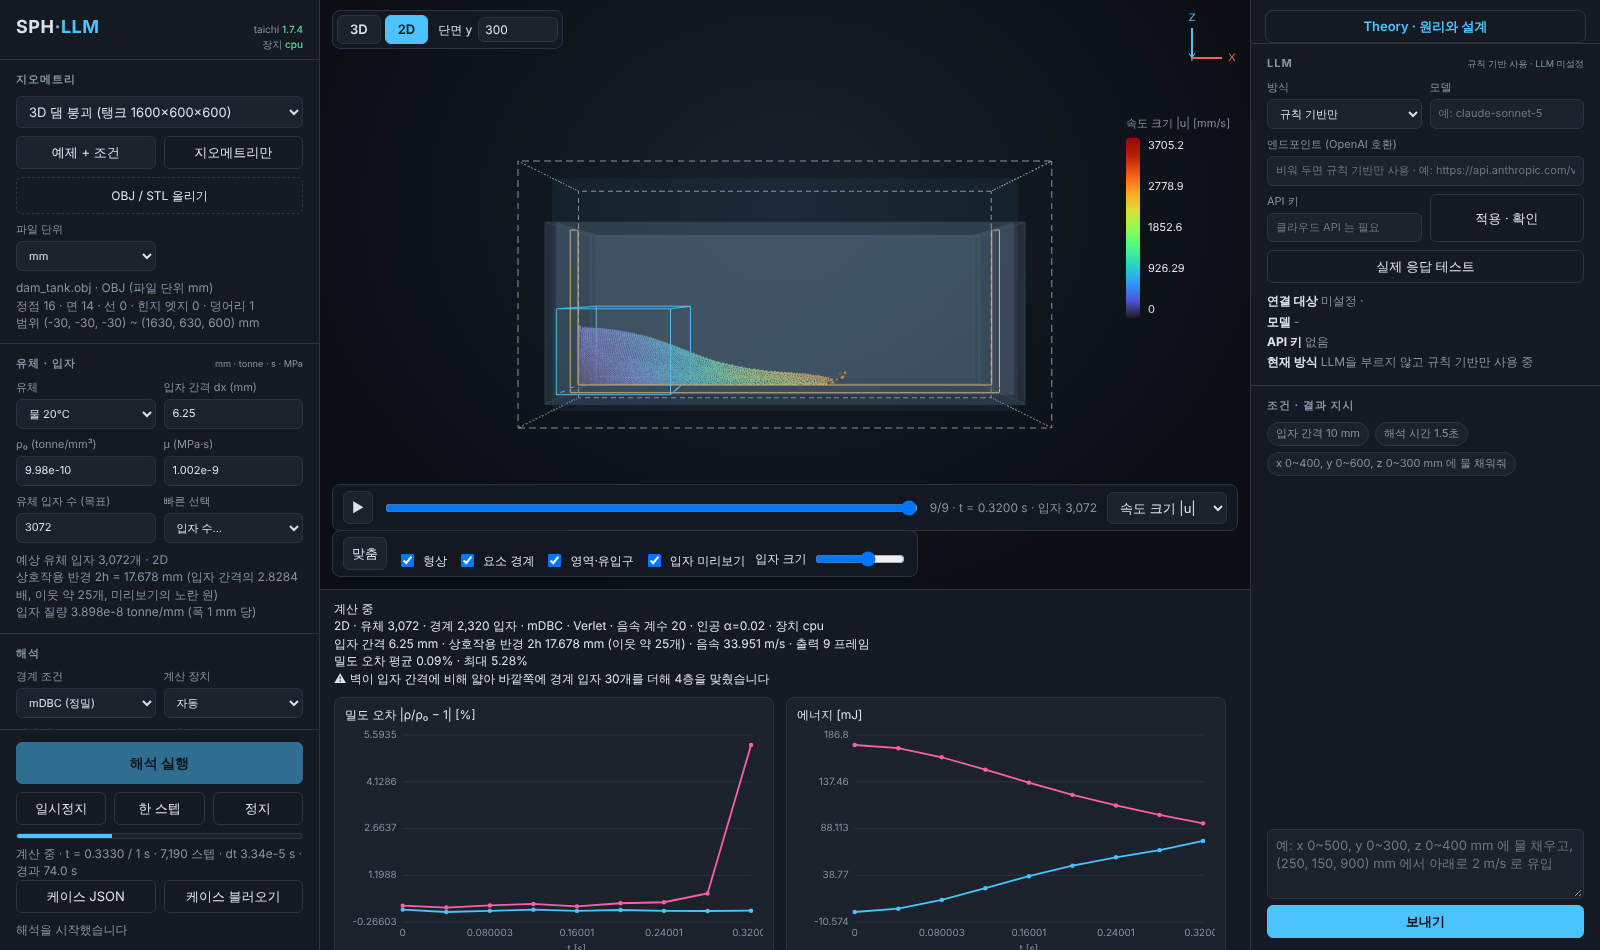 SPH·LLM
taichi 1.7.4
장치 cpu
지오메트리
3D 댐 붕괴 (탱크 1600×600×600)
예제 + 조건
지오메트리만
OBJ / STL 올리기
파일 단위
mm
dam_tank.obj · OBJ (파일 단위 mm)
정점 16 · 면 14 · 선 0 · 힌지 엣지 0 · 덩어리 1
범위 (-30, -30, -30) ~ (1630, 630, 600) mm
유체 · 입자
mm · tonne · s · MPa
유체
입자 간격 dx (mm)
물 20°C
6.25
ρ₀ (tonne/mm³)
μ (MPa·s)
9.98e-10
1.002e-9
유체 입자 수 (목표)
빠른 선택
3072
입자 수...
예상 유체 입자 3,072개 · 2D
상호작용 반경 2h = 17.678 mm (입자 간격의 2.8284
배, 이웃 약 25개, 미리보기의 노란 원)
입자 질량 3.898e-8 tonne/mm (폭 1 mm 당)
해석
경계 조건
계산 장치
mDBC (정밀)
자동
해석 실행
일시정지
한 스텝
정지
계산 중 · t = 0.3330 / 1 s · 7,190 스텝 · dt 3.34e-5 s ·
경과 74.0 s
케이스 JSON
케이스 불러오기
해석을 시작했습니다
3D
2D
단면 y
300
Z
Y
X
속도 크기 |u| [mm/s]
3705.2
2778.9
1852.6
926.29
0
9/9 · t = 0.3200 s · 입자 3,072
속도 크기 |u|
맞춤
형상
요소 경계
영역·유입구
입자 미리보기
입자 크기
계산 중
2D · 유체 3,072 · 경계 2,320 입자 · mDBC · Verlet · 음속 계수 20 · 인공 α=0.02 · 장치 cpu
입자 간격 6.25 mm · 상호작용 반경 2h 17.678 mm (이웃 약 25개) · 음속 33.951 m/s · 출력 9 프레임
밀도 오차 평균 0.09% · 최대 5.28%
⚠ 벽이 입자 간격에 비해 얇아 바깥쪽에 경계 입자 30개를 더해 4층을 맞췄습니다
밀도 오차 |ρ/ρ₀ − 1| [%]
5.5935
4.1286
2.6637
1.1988
-0.26603
0
0.080003
0.16001
0.24001
0.3200
t [s]
에너지 [mJ]
186.8
137.46
88.113
38.77
-10.574
0
0.080003
0.16001
0.24001
0.3200
t [s]
Theory · 원리와 설계
LLM
규칙 기반 사용 · LLM 미설정
방식
모델
규칙 기반만
예: claude-sonnet-5
엔드포인트 (OpenAI 호환)
비워 두면 규칙 기반만 사용 · 예: https://api.anthropic.com/v
API 키
클라우드 API 는 필요
적용 · 확인
실제 응답 테스트
연결 대상 미설정 ·
모델 -
API 키 없음
현재 방식 LLM을 부르지 않고 규칙 기반만 사용 중
조건 · 결과 지시
입자 간격 10 mm
해석 시간 1.5초
x 0~400, y 0~600, z 0~300 mm 에 물 채워줘
예: x 0~500, y 0~300, z 0~400 mm 에 물 채우고,
(250, 150, 900) mm 에서 아래로 2 m/s 로 유입
보내기